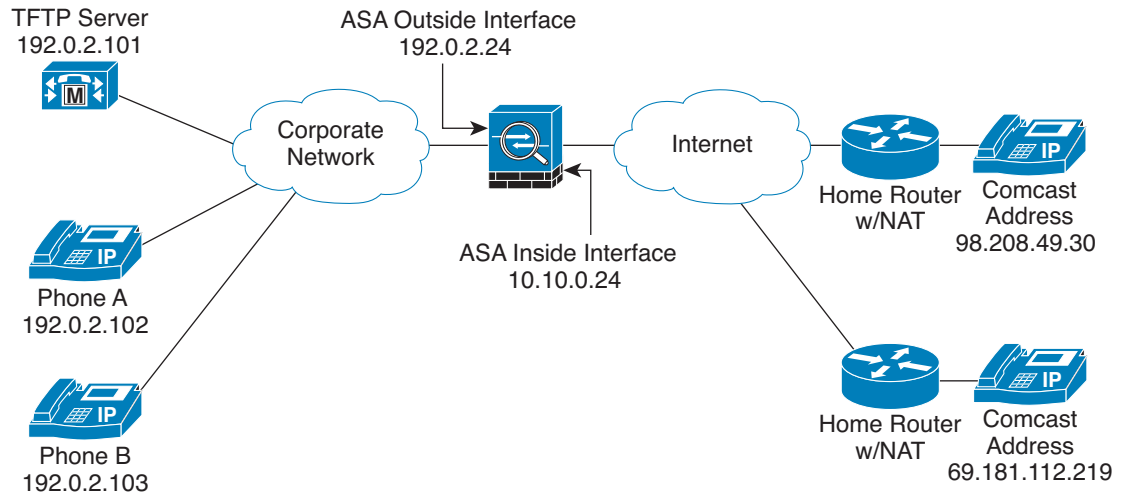 TFTP Server
192.0.2.101
M
ASA Outside Interface
192.0.2.24
Corporate
Network
Internet
ASA Inside Interface
10.10.0.24
IP
Phone A
192.0.2.102
IP
Phone B
192.0.2.103
Home Router
w/NAT
IP
Comcast
Address
98.208.49.30
Home Router
w/NAT
IP
Comcast
Address
69.181.112.219